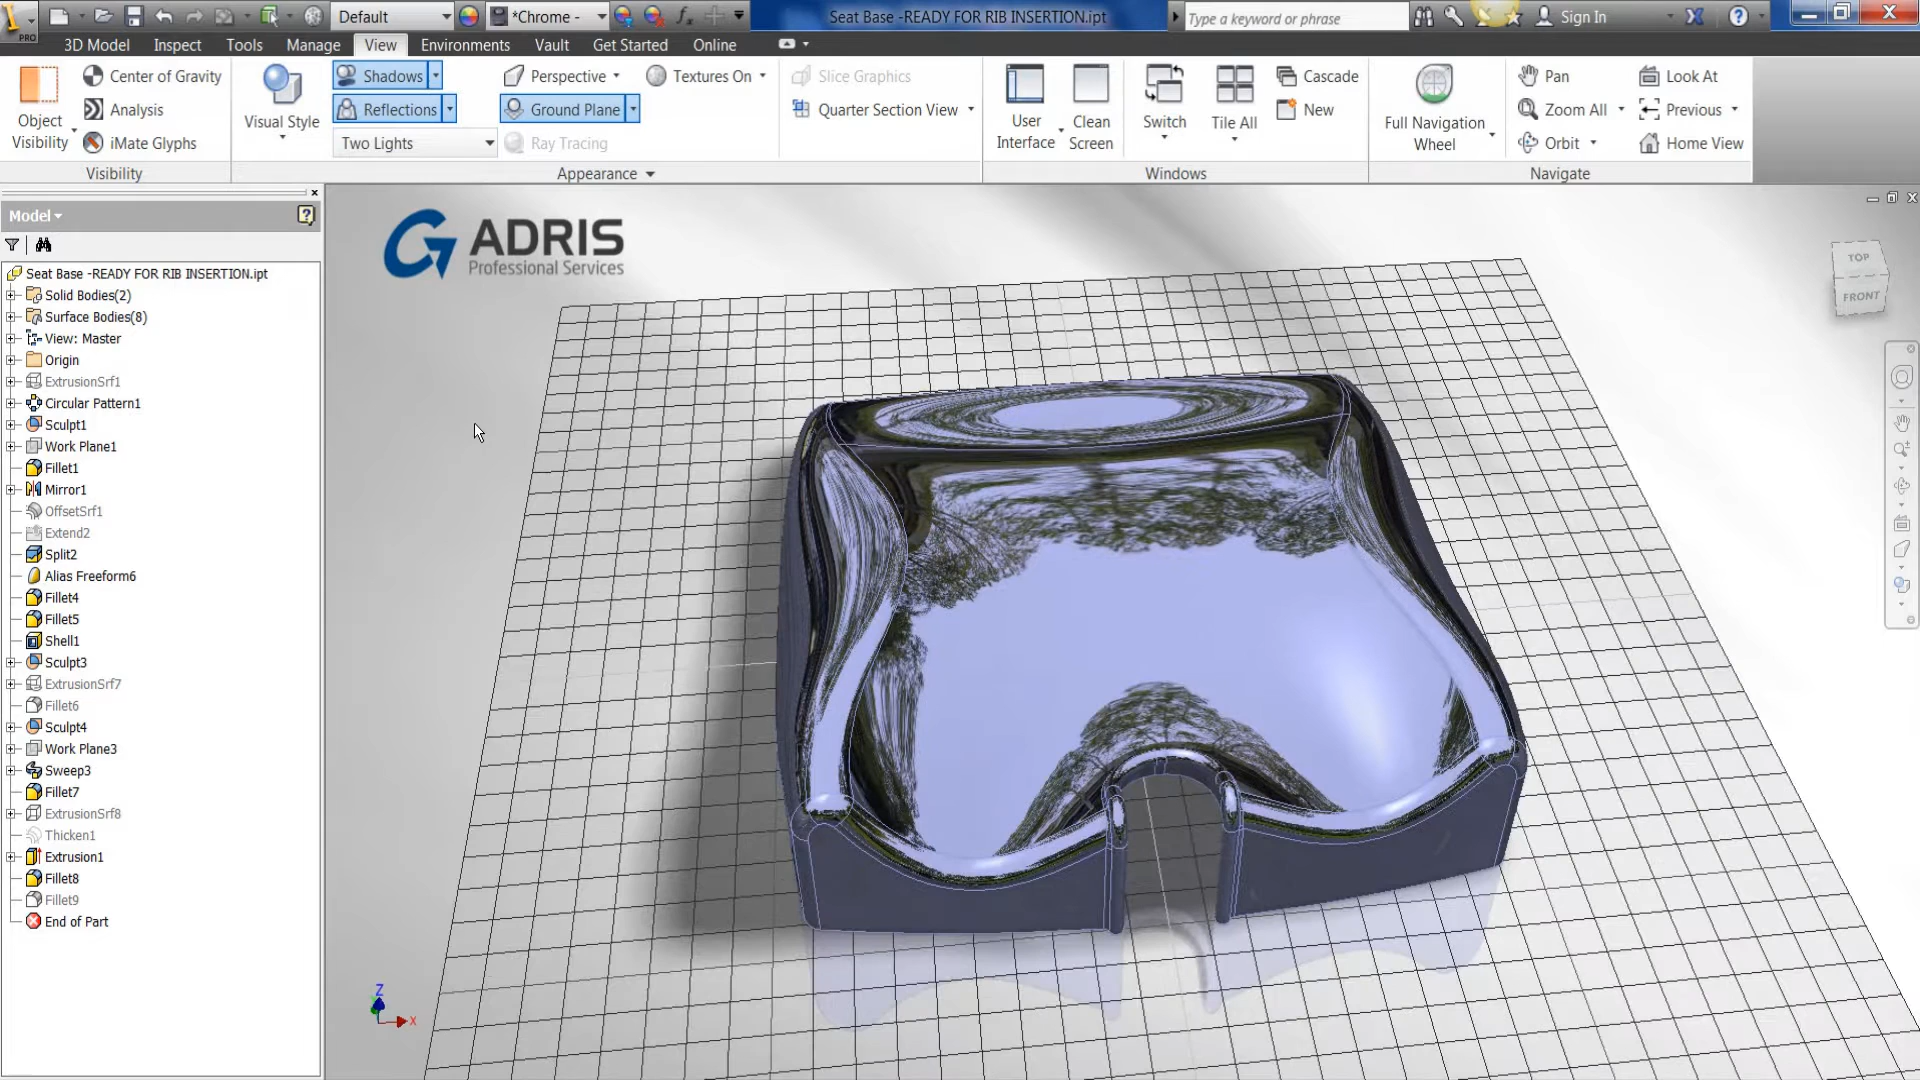 PRO
Default
*Chrome -
Seat Base -READY FOR RIB INSERTION.ipt
Type a keyword or phrase
Sign In
3D Model
Inspect
Tools
Manage
View
Environments
Vault
Get Started
Online
Object
Visibility
Center of Gravity
Analysis
iMate Glyphs
Visibility
Visual Style
Shadows
Reflections
Two Lights
Perspective
Ground Plane
Ray Tracing
Textures On
Appearance
Slice Graphics
Quarter Section View
User
Interface
Clean
Screen
Switch
Tile All
Cascade
New
Windows
Full Navigation
Wheel
Pan
Zoom All
Orbit
Look At
Previous
Home View
Navigate
Model
Seat Base -READY FOR RIB INSERTION.ipt
Solid Bodies(2)
Surface Bodies(8)
View: Master
Origin
ExtrusionSrf1
Circular Pattern1
Sculpt1
Work Plane1
Fillet1
Mirror1
OffsetSrf1
Extend2
Split2
Alias Freeform6
Fillet4
Fillet5
Shell1
Sculpt3
ExtrusionSrf7
Fillet6
Sculpt4
Work Plane3
Sweep3
Fillet7
ExtrusionSrf8
Thicken1
Extrusion1
Fillet8
Fillet9
End of Part
ADRIS
Professional Services
TOP
FRONT
Z
X